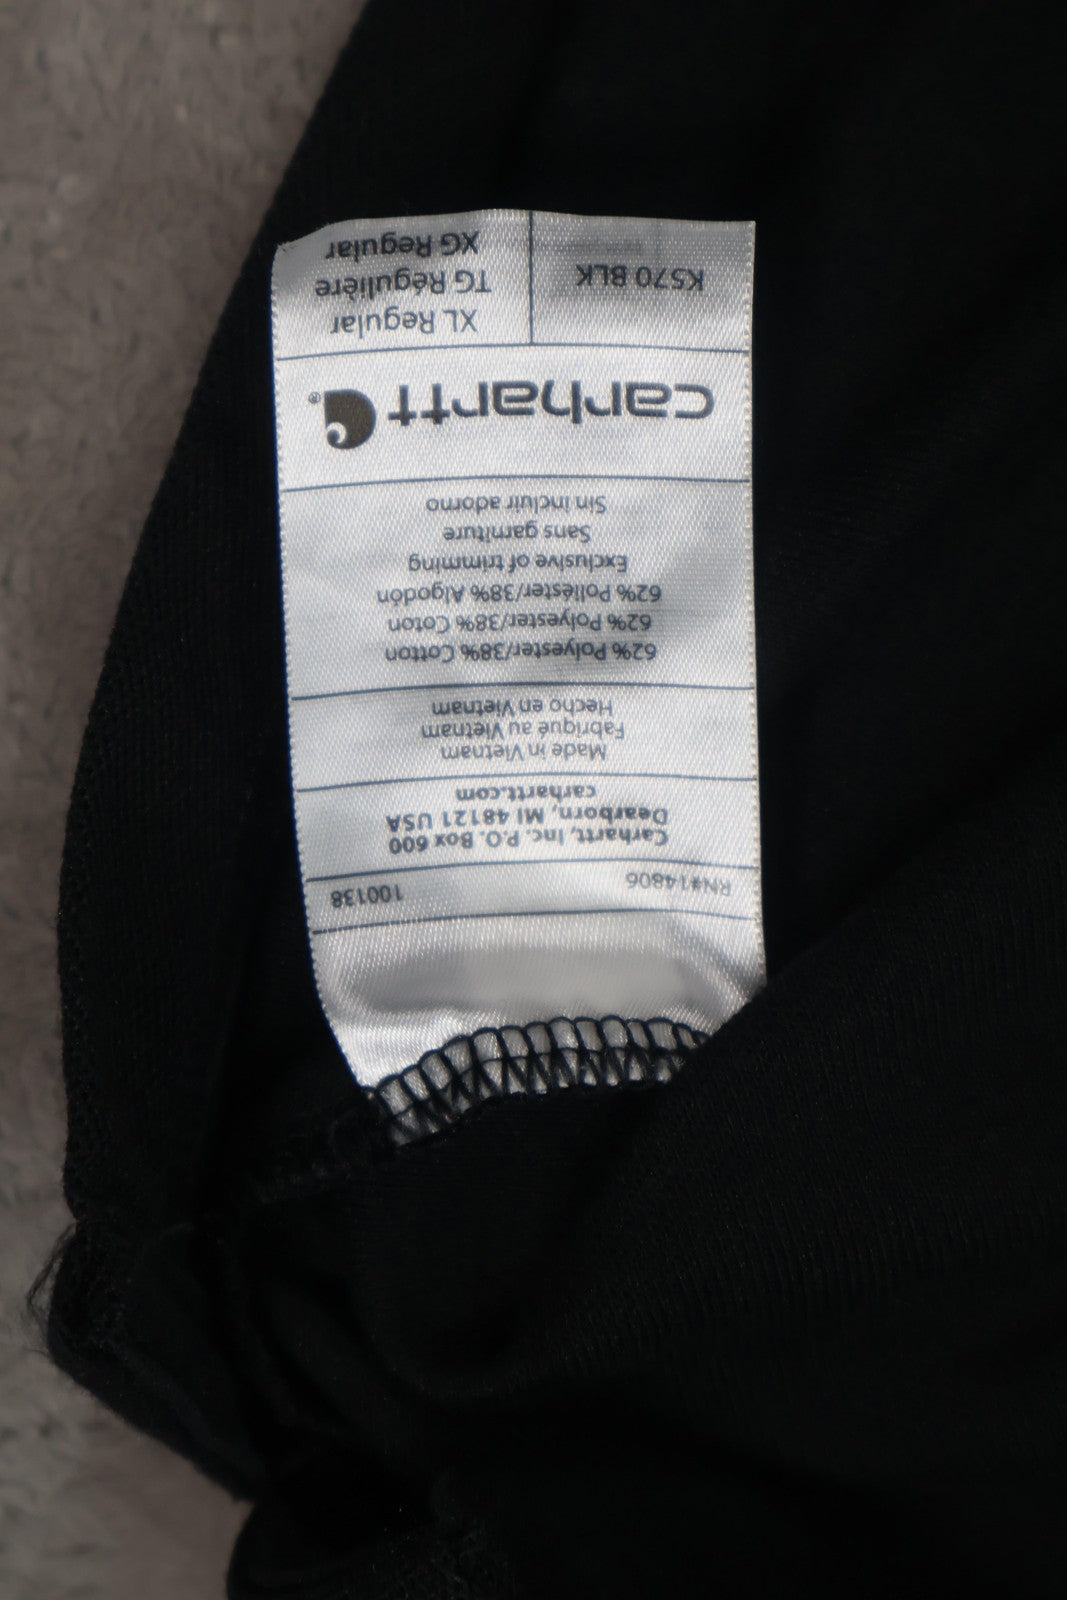 RN#14806 100138
Carhartt, Inc. P.O. Box 600
Dearborn, MI 48121 USA
carhartt.com
Made in Vietnam
Fabriqué au Vietnam
Hecho en Vietnam
62% Polyester/38% Cotton
62% Polyester/38% Coton
62% Poliéster/38% Algodón
Exclusive of trimming
Sans garniture
Sin incluir adorno
carhartt ®
K570 BLK
XL Regular
TG Régulière
XG Regular